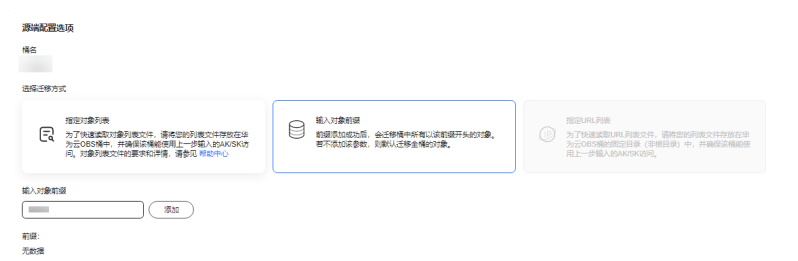 源端配置选项
桶名
选择迁移方式
指定对象列表
为了快速读取对象列表文件，请将您的列表文件存放在华
为云OBS桶中，并确保该桶能使用上一步输入的AK/SK访
问。对象列表文件的要求和详情，请参见 帮助中心
输入对象前缀
前缀添加成功后，会迁移桶中所有以该前缀开头的对象。
若不添加该参数，则默认迁移全桶的对象。
指定URL列表
为了快速读取URL列表文件，请将您的列表文件存放在华
为云OBS桶的固定目录（非根目录）中，并确保该桶能使
用上一步输入的AK/SK访问。
输入对象前缀
添加
前缀：
无数据